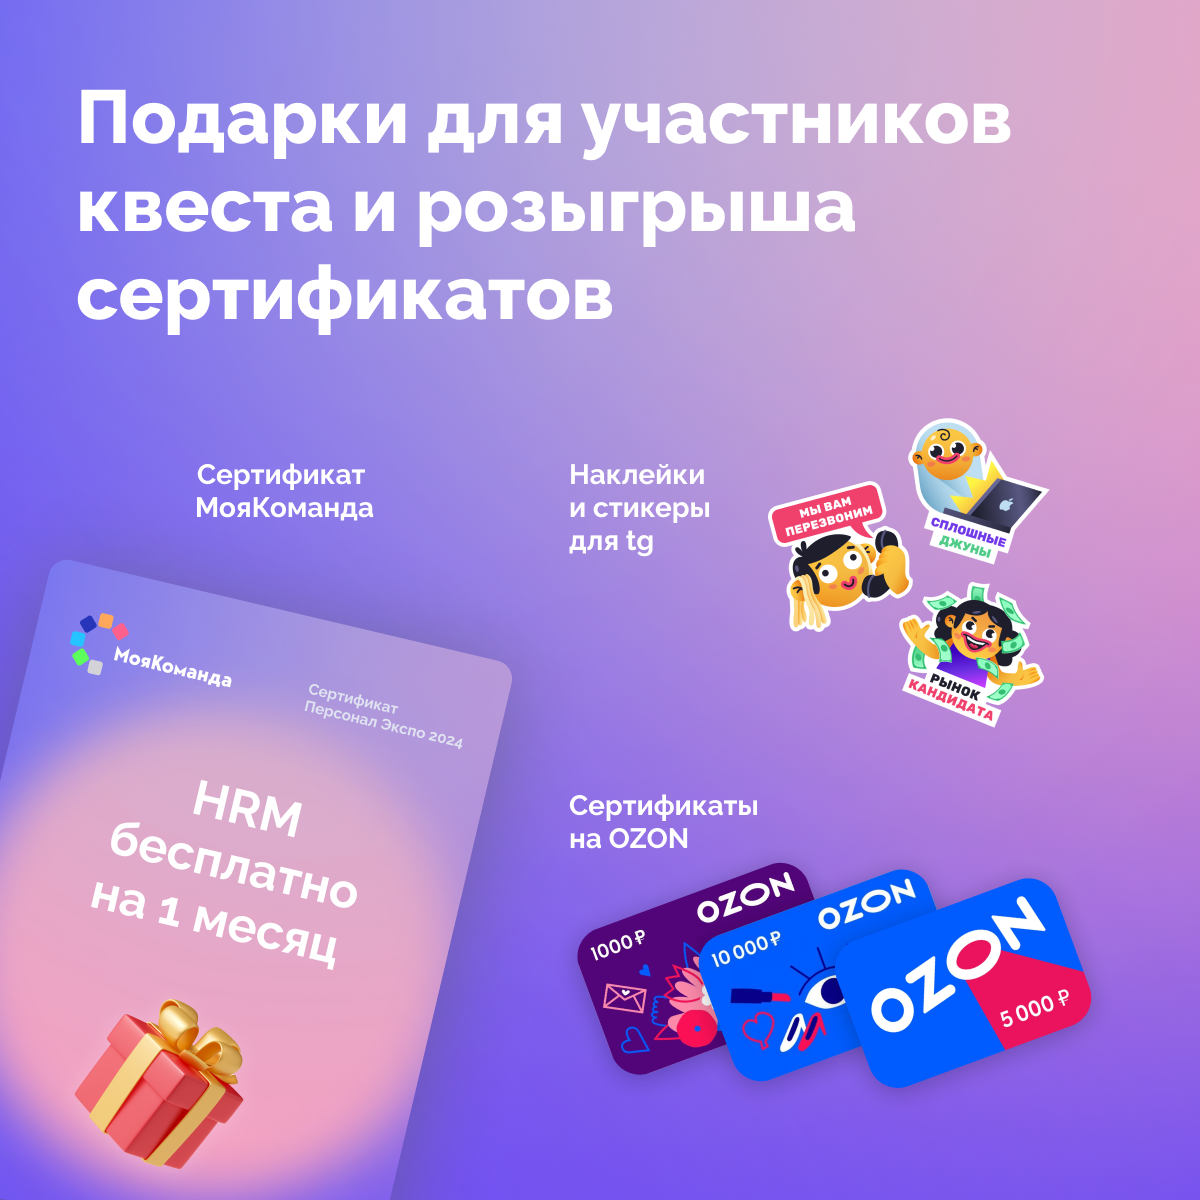 Подарки для участников
квеста и розыгрыша
сертификатов
Сертификат
МояКоманда
МояКоманда
Сертификат
Персонал Экспо 2024
HRM
бесплатно
на 1 месяц
Наклейки
и стикеры
для tg
МЫ ВАМ
ПЕРЕЗВОНИМ
СПЛОШНЫЕ
ДЖУНЫ
РЫНОК
КАНДИДАТА
Сертификаты
на OZON
OZON
1000 ₽
OZON
10 000 ₽
OZON
5 000 ₽